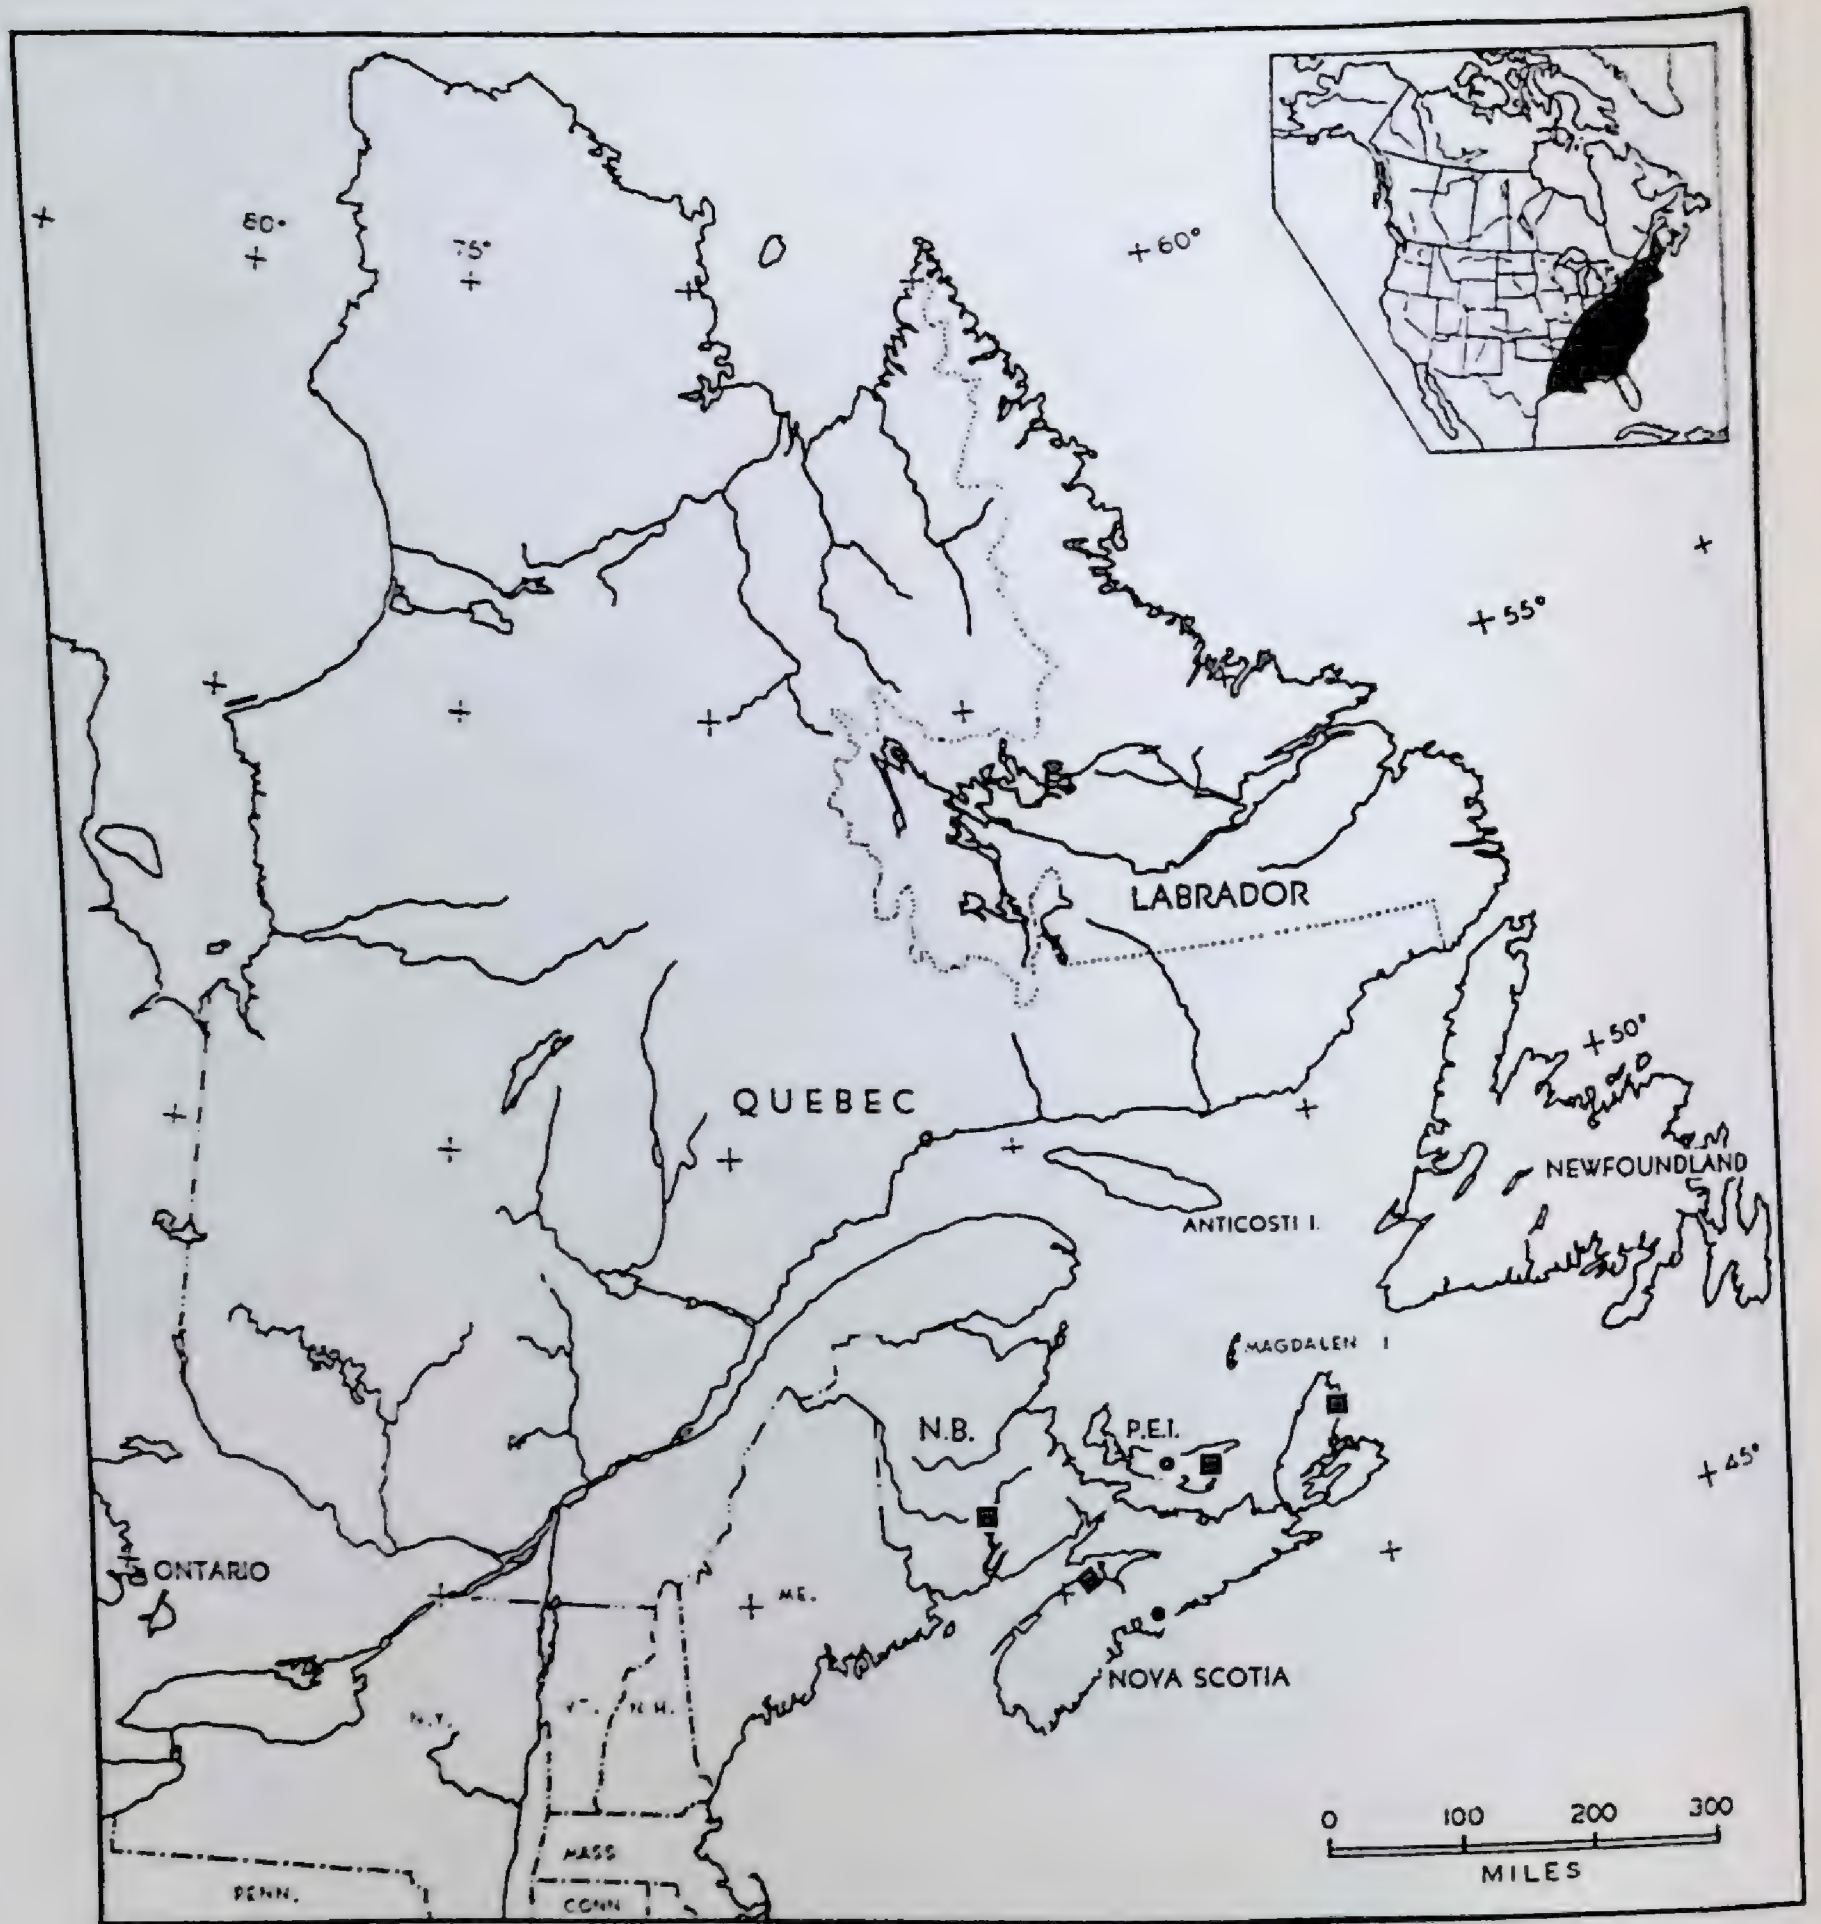 80°
75°
+ 60°
+ 55°
LABRADOR
+ 50°
QUEBEC
NEWFOUNDLAND
ANTICOSTI I.
MAGDALEN I
N.B.
P.E.I.
+ 45°
ONTARIO
ME.
NOVA SCOTIA
N.Y.
VT.
N.H.
0 100 200 300
MILES
MASS
PENN.
CONN